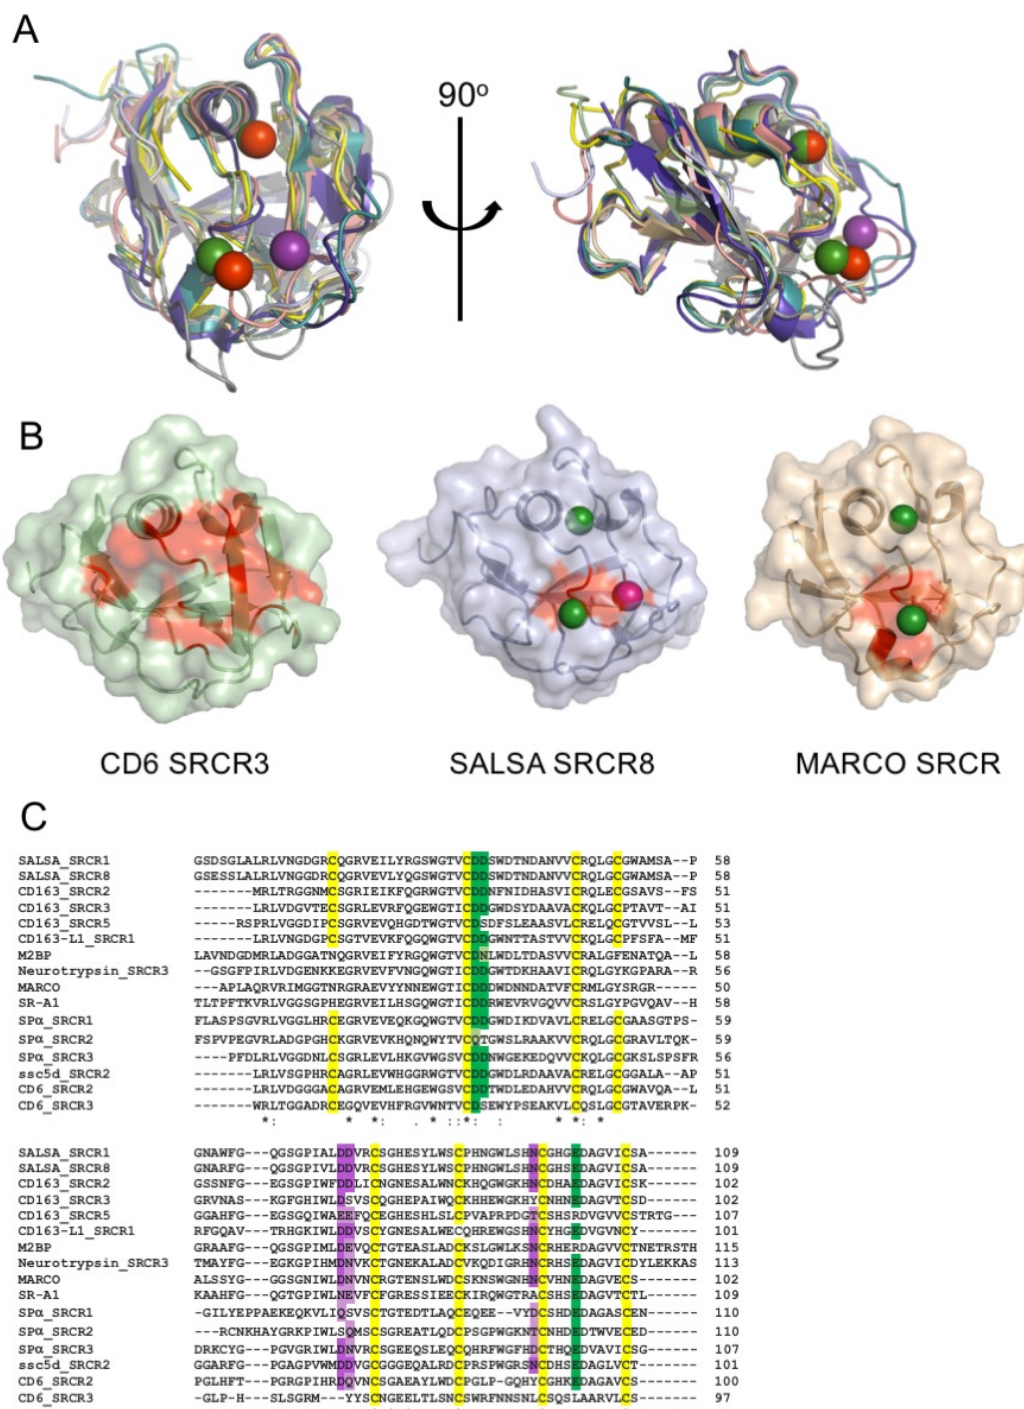 A
90º
B
CD6 SRCR3
SALSA SRCR8
MARCO SRCR
C
SALSA_SRCR1 GSDSGLALRLVNGDGRCQGRVEILYRGSWGTVCDDSWDTNDANVVCRQLGCGWAMSA--P 58
SALSA_SRCR8 GSESSLALRLVNGGDRCQGRVEVLYQGSWGTVCDDSWDTNDANVVCRQLGCGWAMSA--P 58
CD163_SRCR2 -------MRLTRGGNMCSGRIEIKFQGRWGTVCDDNFNIDHASVICRQLECGSAVS--FS 51
CD163_SRCR3 -------LRLVDGVTECSGRLEVRFQGEWGTICDDGWDSYDAAVACKQLGCPTAVT--AI 51
CD163_SRCR5 -----RSPRLVGGDIPCSGRVEVQHGDTWGTVCDSDFSLEAASVLCRELQCGTVVSL--L 53
CD163-L1_SRCR1 -------LRLVNGDGPCSGTVEVKFQGQWGTVCDDGWNTTASTVVCKQLGCPFSFA--MF 51
M2BP LAVNDGDMRLADGGATNQGRVEIFYRGQWGTVCDNLWDLTDASVVCRALGFENATQA--L 58
Neurotrypsin_SRCR3 --GSGFPIRLVDGENKKEGRVEVFVNGQWGTICDDGWTDKHAAVICRQLGYKGPARA--R 56
MARCO ---APLAQRVRIMGGTNRGRAEVYYNNEWGTICDDDWDNNDATVFCRMLGYSRGR----- 50
SR-A1 TLTPFTKVRLVGGSGPHEGRVEILHSGQWGTICDDRWEVRVGQVVCRSLGYPGVQAV--H 58
SPα_SRCR1 FLASPSGVRLVGGLHRCEGRVEVEQKGQWGTVCDDGWDIKDVAVLCRELGCGAASGTPS- 59
SPα_SRCR2 FSPVPEGVRLADGPGHCKGRVEVKHQNQWYTVCQTGWSLRAAKVVCRQLGCGRAVLTQK- 59
SPα_SRCR3 ----PFDLRLVGGDNLCSGRLEVLHKGVWGSVCDDNWGEKEDQVVCKQLGCGKSLSPSFR 56
ssc5d_SRCR2 -------LRLVSGPHRCAGRLEVWHGGRWGTVCDDGWDLRDAAVACRELGCGGALA--AP 51
CD6_SRCR2 -------LRLVDGGGACAGRVEMLEHGEWGSVCDDTWDLEDAHVVCRQLGCGWAVQA--L 51
CD6_SRCR3 -------WRLTGGADRCEGQVEVHFRGVWNTVCDSEWYPSEAKVLCQSLGCGTAVERPK- 52
*: * * . * ::*: : * * *
SALSA_SRCR1 GNAWFG---QGSGPIALDDVRCSGHESYLWSCPHNGWLSHNCGHGEDAGVICSA------ 109
SALSA_SRCR8 GNARFG---QGSGPIVLDDVRCSGHESYLWSCPHNGWLSHNCGHHEDAGVICSA------ 109
CD163_SRCR2 GSSNFG---EGSGPIWFDDLICNGNESALWNCKHQGWGKHNCDHAEDAGVICSK------ 102
CD163_SRCR3 GRVNAS---KGFGHIWLDSVSCQGHEPAIWQCKHHEWGKHYCNHNEDAGVTCSD------ 102
CD163_SRCR5 GGAHFG---EGSGQIWAEEFQCEGHESHLSLCPVAPRPDGTCSHSRDVGVVCSTRTG--- 107
CD163-L1_SRCR1 RFGQAV---TRHGKIWLDDVSCYGNESALWECQHREWGSHNCYHGEDVGVNCY------- 101
M2BP GRAAFG---QGSGPIMLDEVQCTGTEASLADCKSLGWLKSNCRHERDAGVVCTNETRSTH 115
Neurotrypsin_SRCR3 TMAYFG---EGKGPIHMDNVKCTGNEKALADCVKQDIGRHNCRHSEDAGVICDYLEKKAS 113
MARCO ALSSYG---GGSGNIWLDNVNCRGTENSLWDCSKNSWGNHNCVHNEDAGVECS------- 102
SR-A1 KAAHFG---QGTGPIWLNEVFCFGRESSIEECKIRQWGTRACSHSEDAGVTCTL------ 109
SPα_SRCR1 -GILYEPPAEKEQKVLIQSVSCTGTEDTLAQCEQEE--VYDCSHDEDAGASCEN------ 110
SPα_SRCR2 ---RCNKHAYGRKPIWLSQMSCSGREATLQDCPSGPWGKNTCNHDEDTWVECED------ 110
SPα_SRCR3 DRKCYG---PGVGRIWLDNVRCSGEEQSLEQCQHRFWGFHDCTHQEDVAVICSG------ 107
ssc5d_SRCR2 GGARFG---PGAGPVWMDDVGCGGGEQALRDCPRSPWGRSNCDHSEDAGLVCT------- 101
CD6_SRCR2 PGLHFT---PGRGPIHRDQVNCSGAEAYLWDCPGLP-GQHYCGHKEDAGAVCS------- 100
CD6_SRCR3 -GLP-H---SLSGRM---YYSCNGEELTLSNCSWRFNNSNLCSQSLAARVLCS------- 97